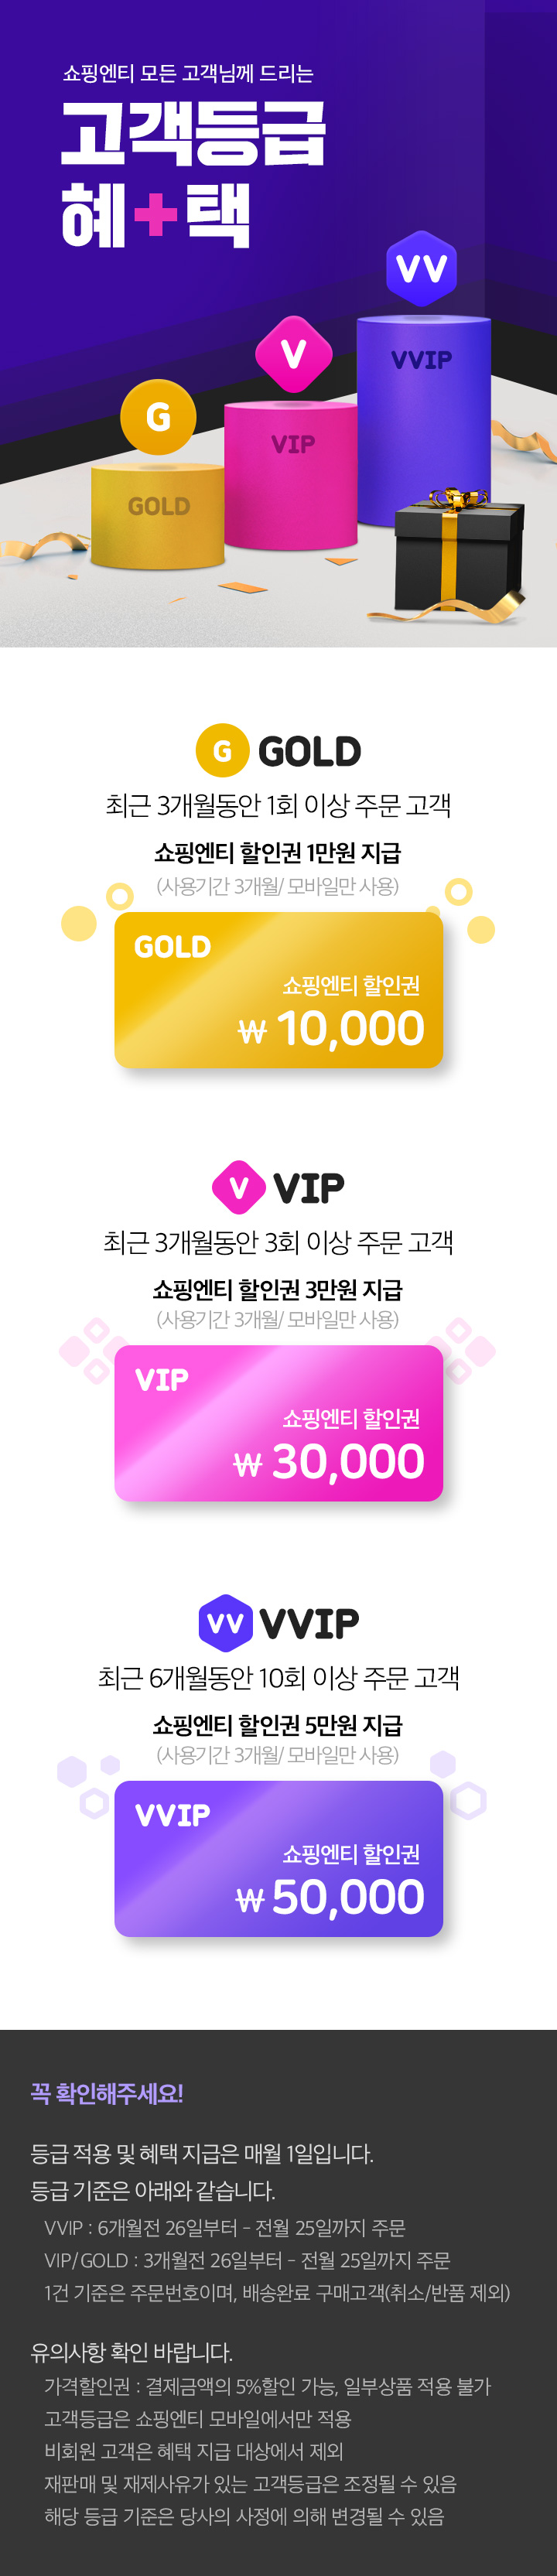 쇼핑엔티 모든 고객님께 드리는
고객등급
혜+택
VV
VVIP
V
VIP
G
GOLD
G GOLD
최근 3개월동안 1회 이상 주문 고객
쇼핑엔티 할인권 1만원 지급
(사용기간 3개월/ 모바일만 사용)
GOLD
쇼핑엔티 할인권
₩ 10,000
V VIP
최근 3개월동안 3회 이상 주문 고객
쇼핑엔티 할인권 3만원 지급
(사용기간 3개월/ 모바일만 사용)
VIP
쇼핑엔티 할인권
₩ 30,000
VV VVIP
최근 6개월동안 10회 이상 주문 고객
쇼핑엔티 할인권 5만원 지급
(사용기간 3개월/ 모바일만 사용)
VVIP
쇼핑엔티 할인권
₩ 50,000
꼭 확인해주세요!
등급 적용 및 혜택 지급은 매월 1일입니다.
등급 기준은 아래와 같습니다.
VVIP : 6개월전 26일부터 - 전월 25일까지 주문
VIP/GOLD : 3개월전 26일부터 - 전월 25일까지 주문
1건 기준은 주문번호이며, 배송완료 구매고객(취소/반품 제외)
유의사항 확인 바랍니다.
가격할인권 : 결제금액의 5%할인 가능, 일부상품 적용 불가
고객등급은 쇼핑엔티 모바일에서만 적용
비회원 고객은 혜택 지급 대상에서 제외
재판매 및 재제사유가 있는 고객등급은 조정될 수 있음
해당 등급 기준은 당사의 사정에 의해 변경될 수 있음